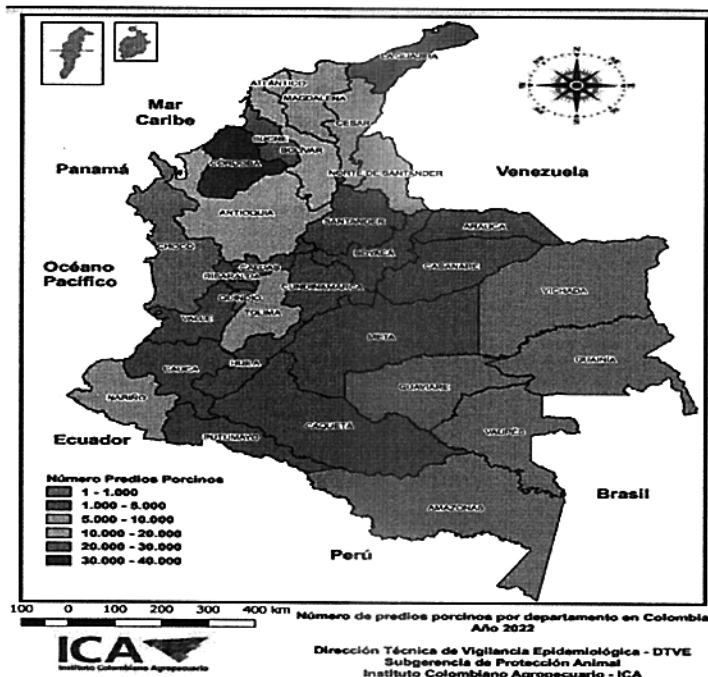 LA GUAJIRA
ATLÁNTICO
MAGDALENA
Mar
Caribe
CESAR
SUCRE
BOLÍVAR
Panamá
CÓRDOBA
NORTE DE SANTANDER
Venezuela
ANTIOQUIA
SANTANDER
ARAUCA
CHOCÓ
BOYACÁ
Océano
Pacífico
CALDAS
CASANARE
RISARALDA
CUNDINAMARCA
VICHADA
QUINDÍO
TOLIMA
VALLE
META
GUAINÍA
HUILA
CAUCA
GUAVIARE
NARIÑO
CAQUETA
VAUPÉS
Ecuador
PUTUMAYO
Número Predios Porcinos
1 - 1.000
1.000 - 5.000
5.000 - 10.000
10.000 - 20.000
20.000 - 30.000
30.000 - 40.000
Brasil
AMAZONAS
Perú
100 0 100 200 300 400 km
Número de predios porcinos por departamento en Colombia
Año 2022
ICA
Instituto Colombiano Agropecuario
Dirección Técnica de Vigilancia Epidemiológica - DTVE
Subgerencia de Protección Animal
Instituto Colombiano Agropecuario - ICA